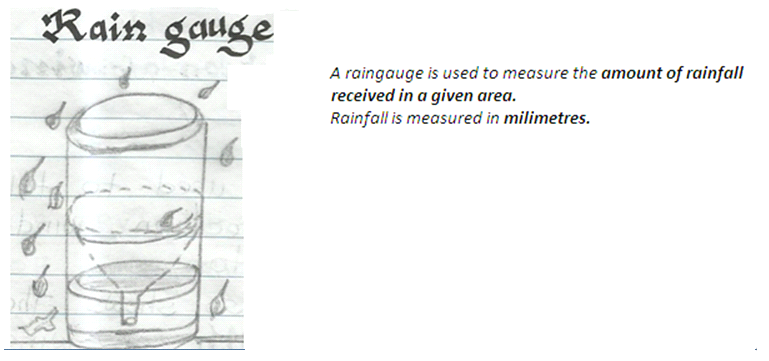 Rain gauge
A raingauge is used to measure the amount of rainfall
received in a given area.
Rainfall is measured in milimetres.